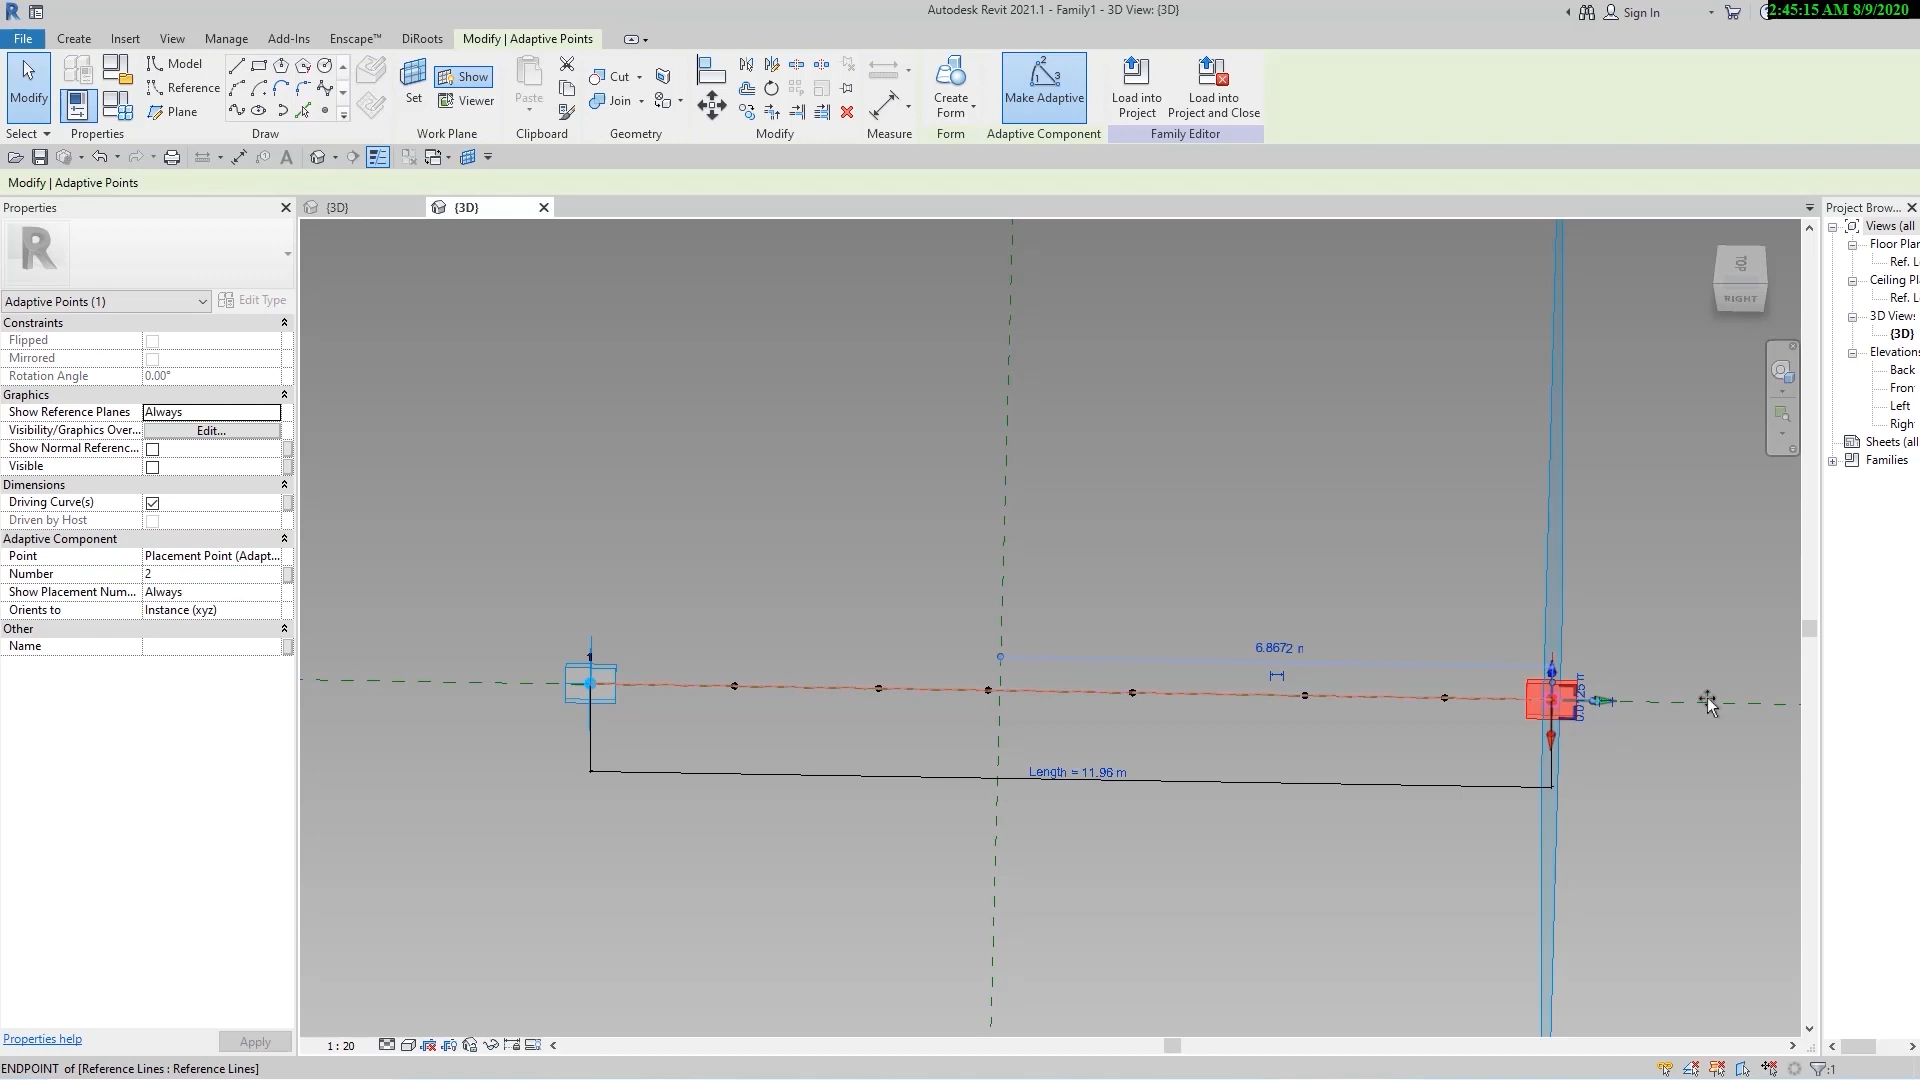 Autodesk Revit 2021.1 - Family1 - 3D View: {3D}
Sign In
2:45:15 AM 8/9/2020
File
Create
Insert
View
Manage
Add-Ins
Enscape™
DiRoots
Modify | Adaptive Points
Modify
Model
Reference
Plane
Set
Show
Viewer
Paste
Cut
Join
Create Form
Make Adaptive
Load into Project
Load into Project and Close
Select
Properties
Draw
Work Plane
Clipboard
Geometry
Modify
Measure
Form
Adaptive Component
Family Editor
Modify | Adaptive Points
Properties
{3D}
{3D}
Project Brow...
R
Adaptive Points (1)
Edit Type
Constraints
Flipped
Mirrored
Rotation Angle
0.00°
Graphics
Show Reference Planes
Always
Visibility/Graphics Over...
Edit...
Show Normal Referenc...
Visible
Dimensions
Driving Curve(s)
Driven by Host
Adaptive Component
Point
Placement Point (Adapt...
Number
2
Show Placement Num...
Always
Orients to
Instance (xyz)
Other
Name
Properties help
Apply
TOP
RIGHT
6.8672 m
0.0125 m
Length = 11.96 m
Views (all
Floor Plan
Ref. L
Ceiling Pl
Ref. L
3D Views
{3D}
Elevations
Back
Fron
Left
Righ
Sheets (all
Families
1 : 20
ENDPOINT of [Reference Lines : Reference Lines]
:1